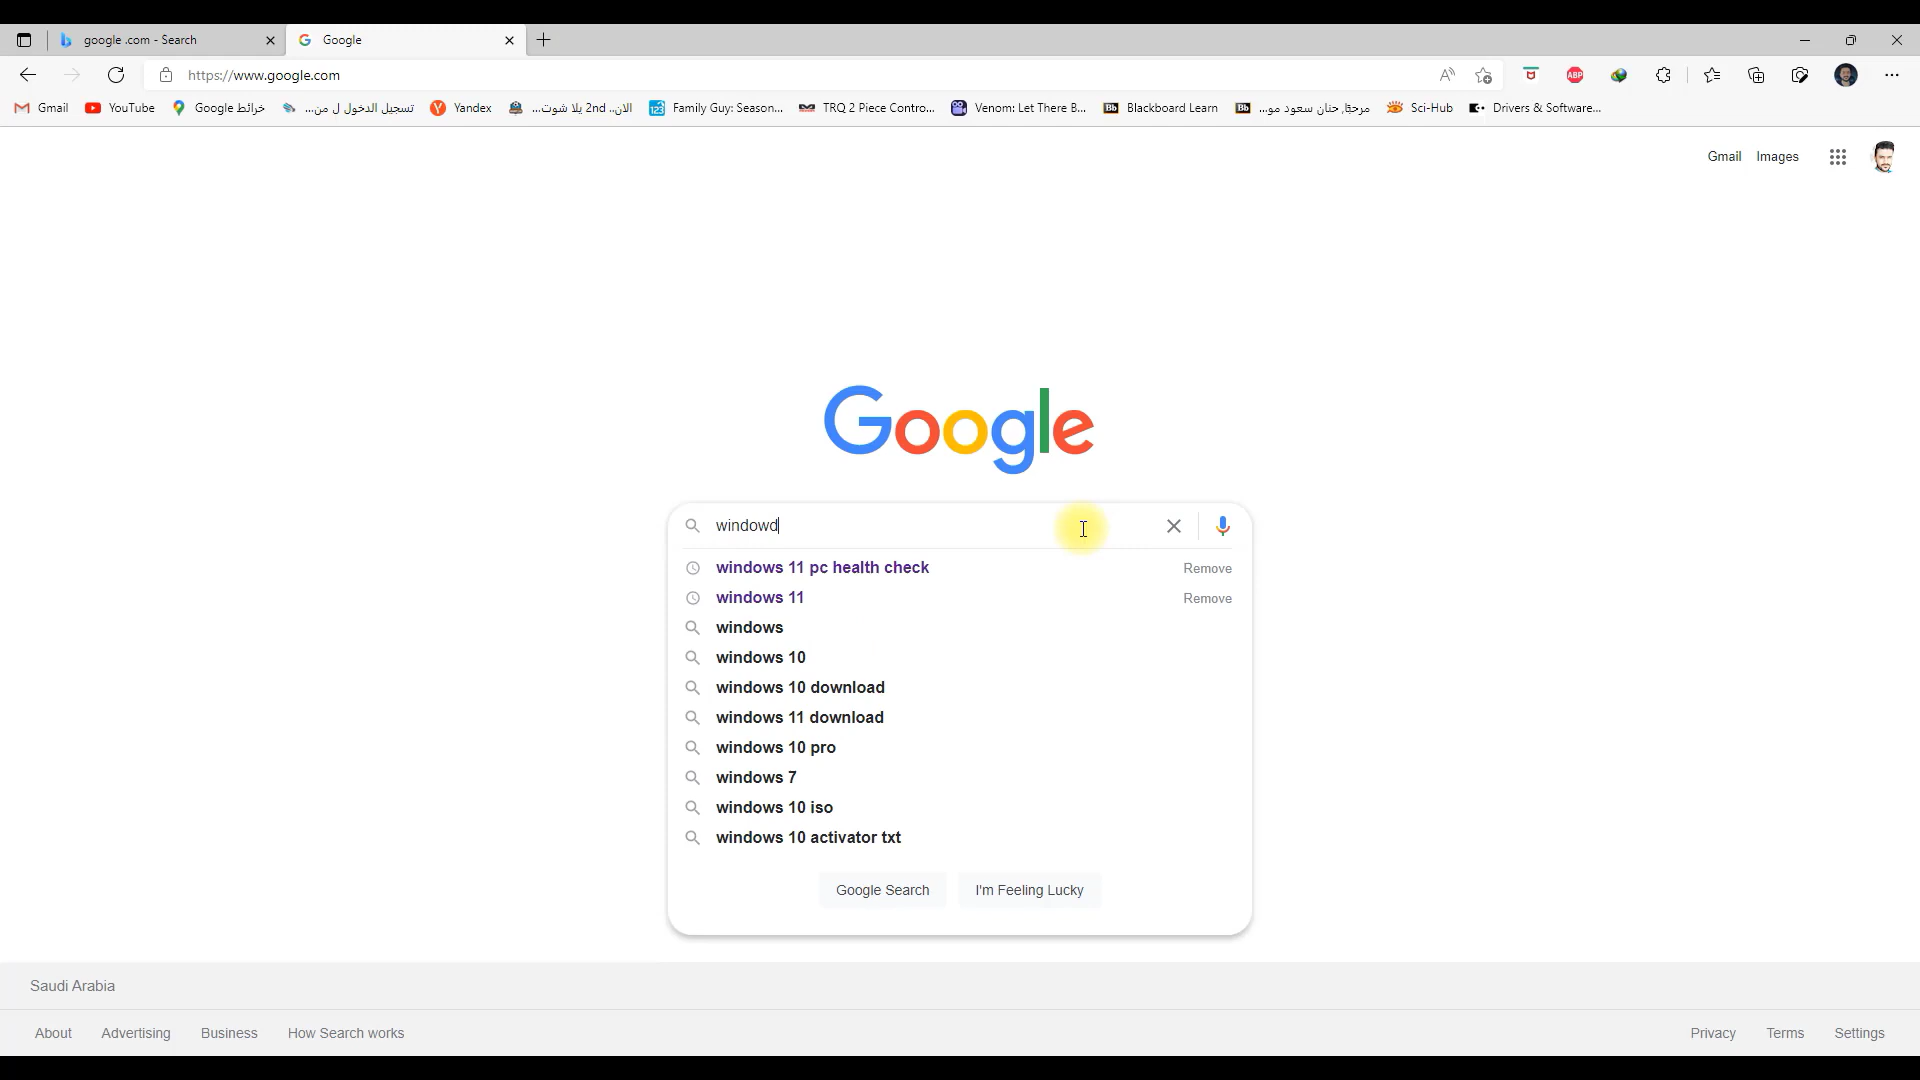 google .com - Search
Google
https://www.google.com
Gmail
YouTube
خرائط Google
تسجيل الدخول ل من...
Yandex
الان.. 2nd يلا شوت...
Family Guy: Season...
TRQ 2 Piece Contro...
Venom: Let There B...
Blackboard Learn
مرحبًا, حنان سعود مو...
Sci-Hub
Drivers & Software...
ABP
Gmail Images
Google
windowd
windows 11 pc health check Remove
windows 11 Remove
windows
windows 10
windows 10 download
windows 11 download
windows 10 pro
windows 7
windows 10 iso
windows 10 activator txt
Google Search I'm Feeling Lucky
Saudi Arabia
About Advertising Business How Search works Privacy Terms Settings